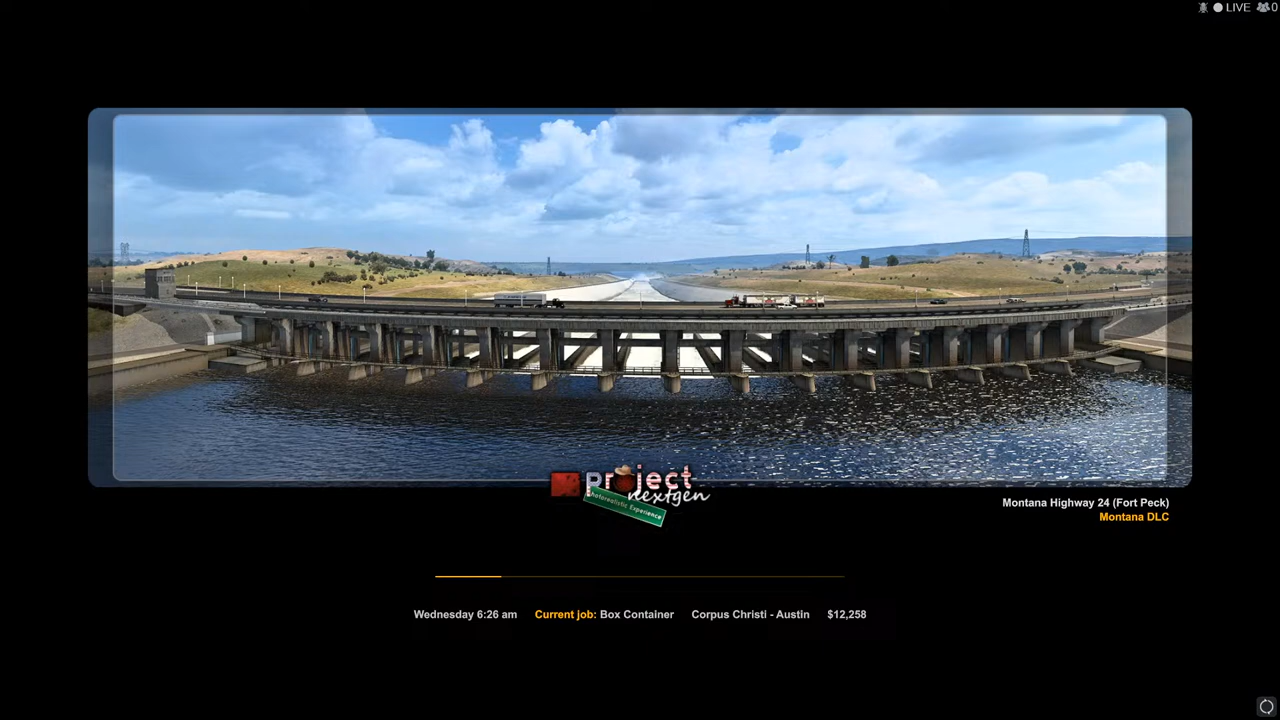 LIVE 0
project
nextgen
Photorealistic Experience
Montana Highway 24 (Fort Peck)
Montana DLC
Wednesday 6:26 am Current job: Box Container Corpus Christi - Austin $12,258